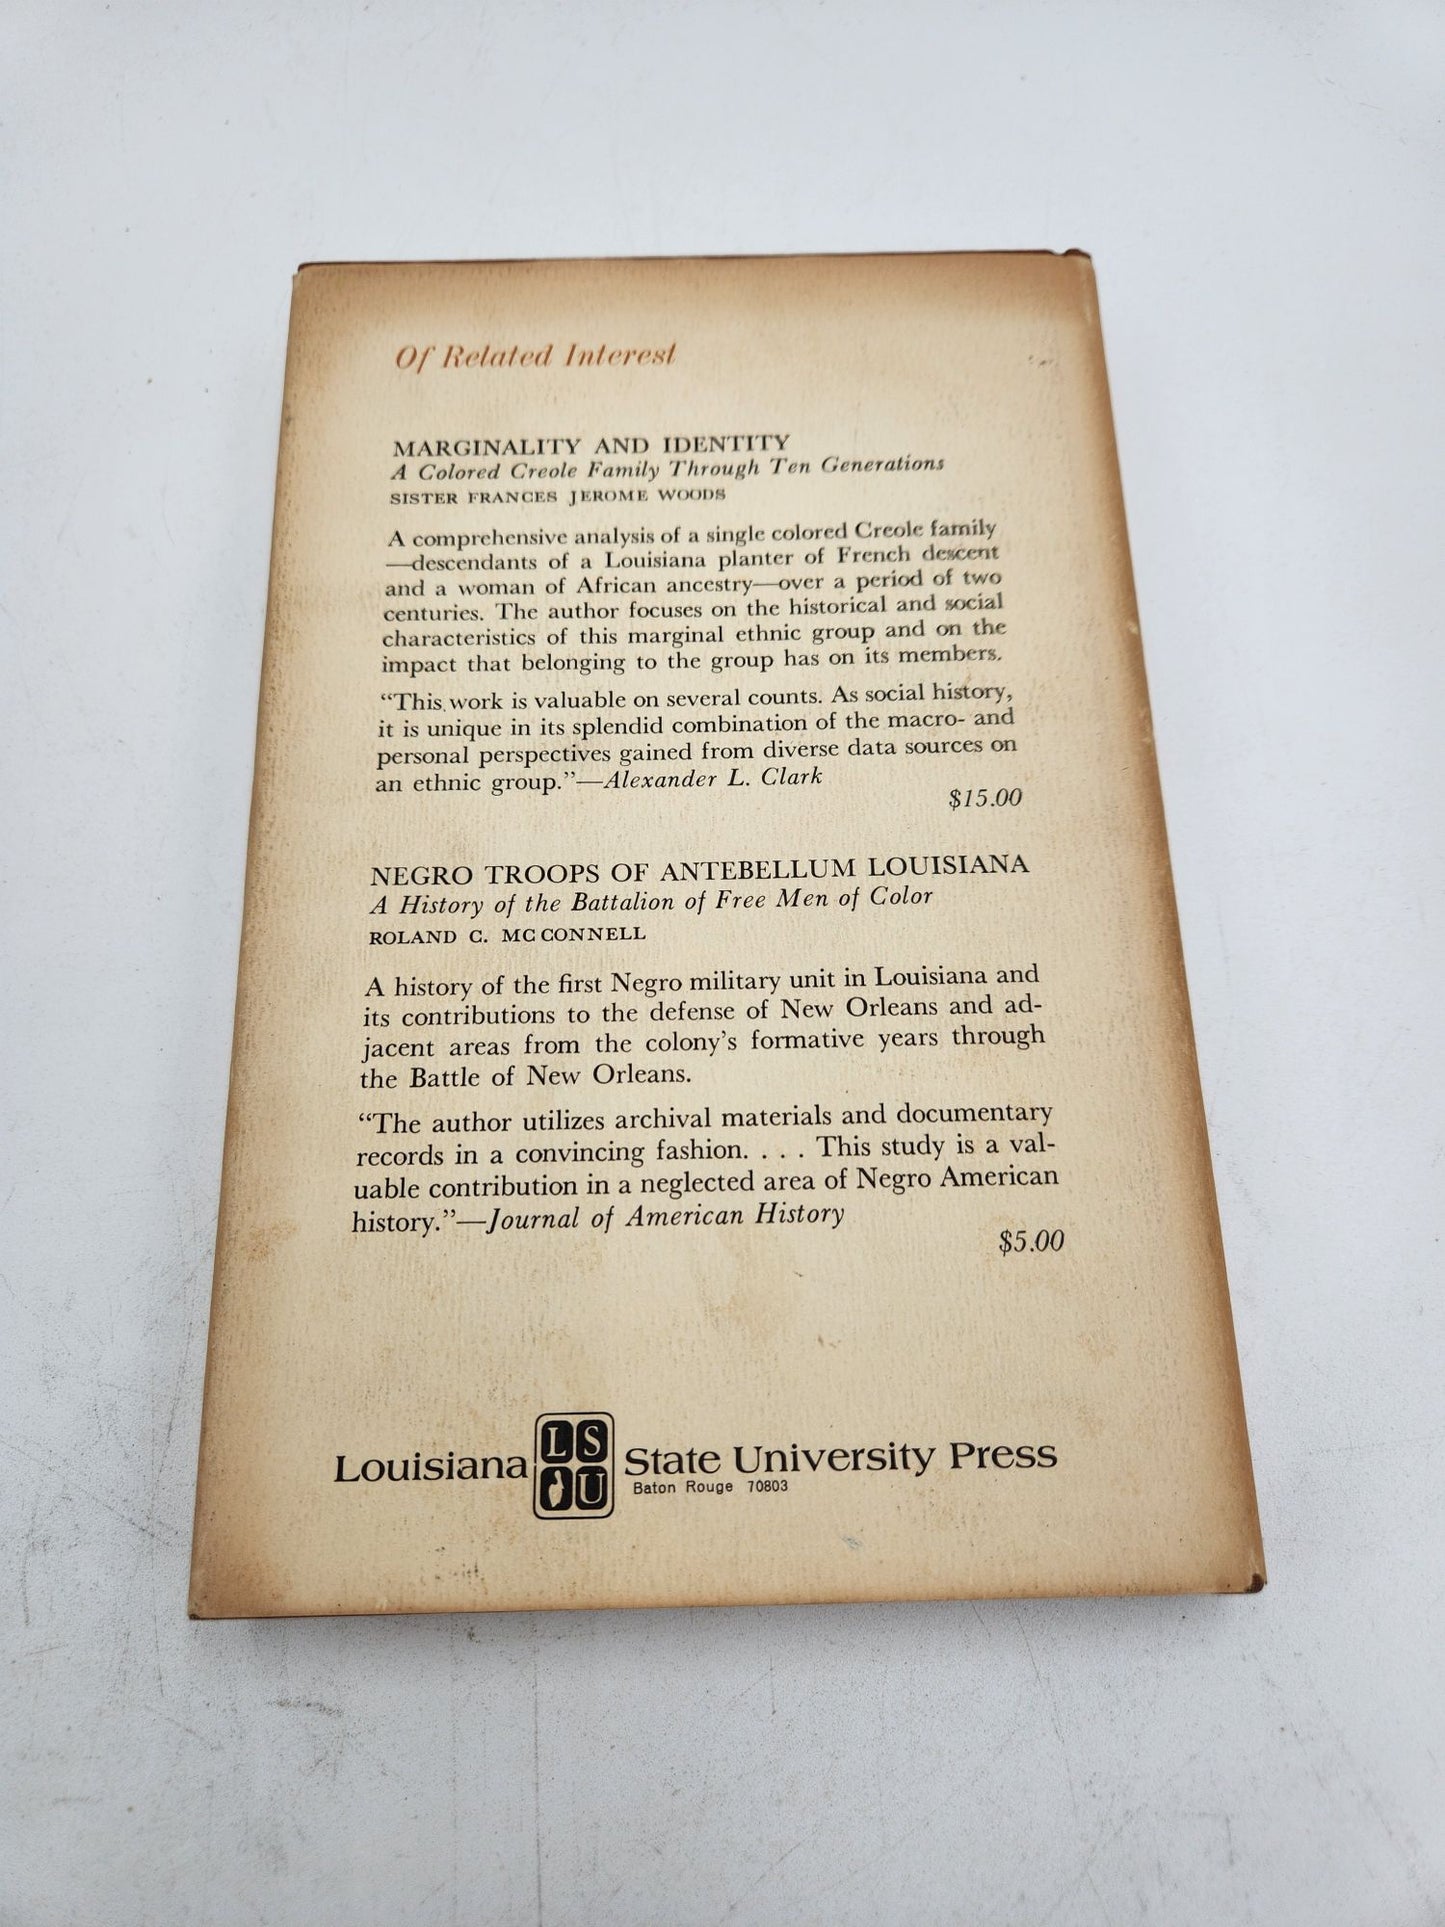 Of Related Interest
MARGINALITY AND IDENTITY
A Colored Creole Family Through Ten Generations
SISTER FRANCES JEROME WOODS
A comprehensive analysis of a single colored Creole family
—descendants of a Louisiana planter of French descent
and a woman of African ancestry—over a period of two
centuries. The author focuses on the historical and social
characteristics of this marginal ethnic group and on the
impact that belonging to the group has on its members.
“This work is valuable on several counts. As social history,
it is unique in its splendid combination of the macro- and
personal perspectives gained from diverse data sources on
an ethnic group.”—Alexander L. Clark
$15.00
NEGRO TROOPS OF ANTEBELLUM LOUISIANA
A History of the Battalion of Free Men of Color
ROLAND C. MC CONNELL
A history of the first Negro military unit in Louisiana and
its contributions to the defense of New Orleans and ad-
jacent areas from the colony’s formative years through
the Battle of New Orleans.
“The author utilizes archival materials and documentary
records in a convincing fashion. . . . This study is a val-
uable contribution in a neglected area of Negro American
history.”—Journal of American History
$5.00
Louisiana LSU State University Press
Baton Rouge 70803